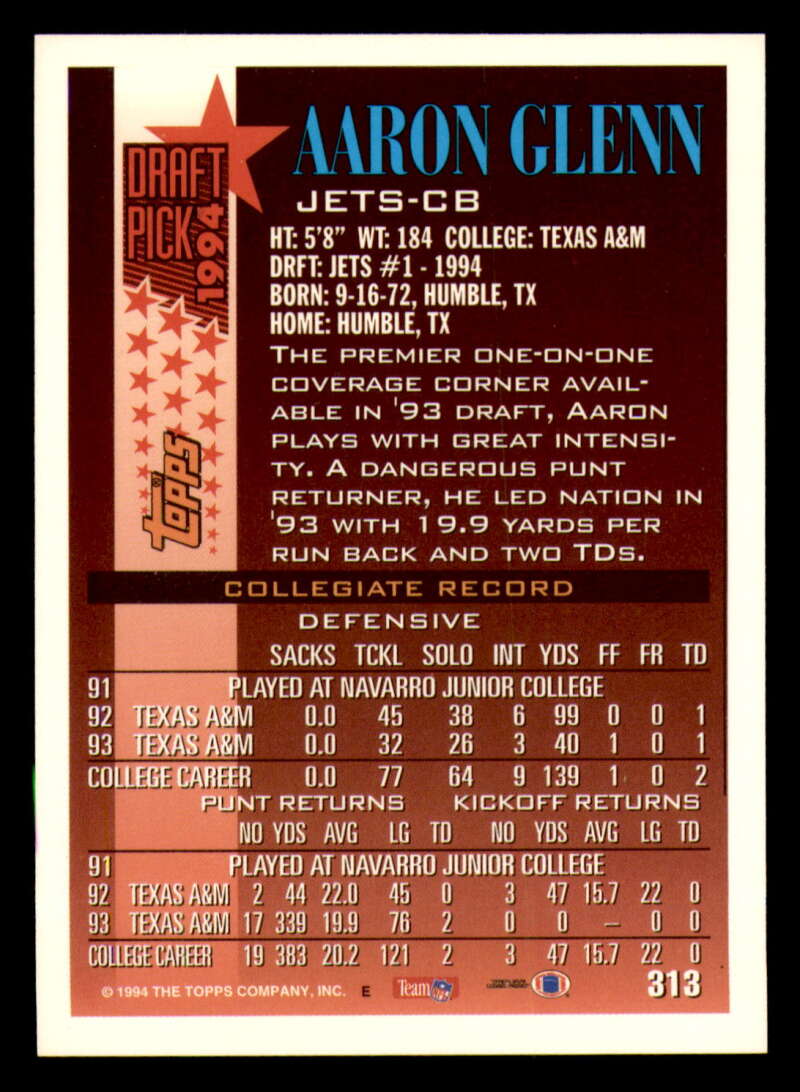 AARON GLENN
DRAFT
PICK
1994
JETS-CB
HT: 5'8" WT: 184 COLLEGE: TEXAS A&M
DRFT: JETS #1 - 1994
BORN: 9-16-72, HUMBLE, TX
HOME: HUMBLE, TX
THE PREMIER ONE-ON-ONE
COVERAGE CORNER AVAIL-
ABLE IN '93 DRAFT, AARON
PLAYS WITH GREAT INTENSI-
TY. A DANGEROUS PUNT
RETURNER, HE LED NATION IN
'93 WITH 19.9 YARDS PER
RUN BACK AND TWO TDS.
TOPPS®
COLLEGIATE RECORD
DEFENSIVE
SACKS TCKL SOLO INT YDS FF FR TD
91 PLAYED AT NAVARRO JUNIOR COLLEGE
92 TEXAS A&M 0.0 45 38 6 99 0 0 1
93 TEXAS A&M 0.0 32 26 3 40 1 0 1
COLLEGE CAREER 0.0 77 64 9 139 1 0 2
PUNT RETURNS KICKOFF RETURNS
NO YDS AVG LG TD NO YDS AVG LG TD
91 PLAYED AT NAVARRO JUNIOR COLLEGE
92 TEXAS A&M 2 44 22.0 45 0 3 47 15.7 22 0
93 TEXAS A&M 17 339 19.9 76 2 0 0 – 0 0
COLLEGE CAREER 19 383 20.2 121 2 3 47 15.7 22 0
© 1994 THE TOPPS COMPANY, INC. E Team NFL 313